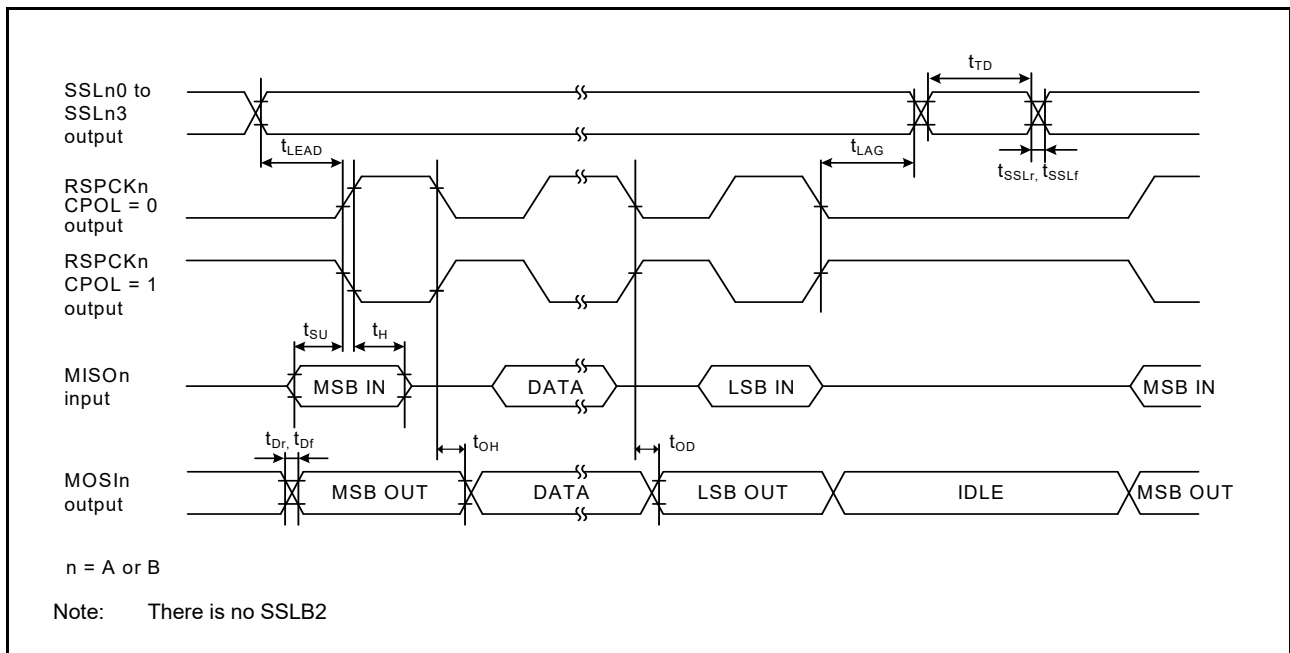 SSLn0 to
SSLn3
output
tTD
tLEAD
tLAG
tSSLr, tSSLf
RSPCKn
CPOL = 0
output
RSPCKn
CPOL = 1
output
tSU
tH
MISOn
input
MSB IN
DATA
LSB IN
MSB IN
tDr, tDf
tOH
tOD
MOSIn
output
MSB OUT
DATA
LSB OUT
IDLE
MSB OUT
n = A or B
Note: There is no SSLB2